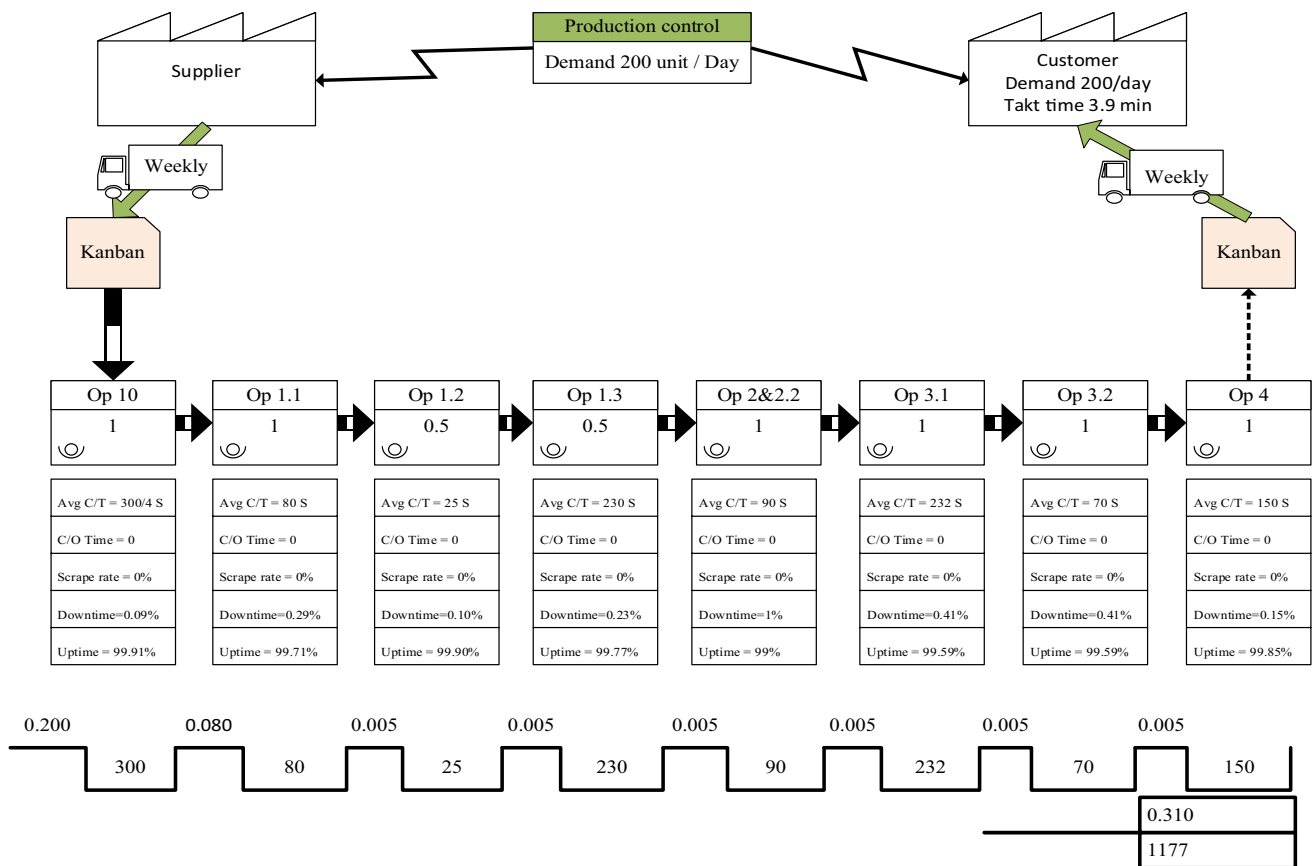 Production control
Demand 200 unit / Day
Supplier
Customer
Demand 200/day
Takt time 3.9 min
Weekly
Weekly
Kanban
Kanban
Op 10
1
Op 1.1
1
Op 1.2
0.5
Op 1.3
0.5
Op 2&2.2
1
Op 3.1
1
Op 3.2
1
Op 4
1
Avg C/T = 300/4 S
C/O Time = 0
Scrape rate = 0%
Downtime=0.09%
Uptime = 99.91%
Avg C/T = 80 S
C/O Time = 0
Scrape rate = 0%
Downtime=0.29%
Uptime = 99.71%
Avg C/T = 25 S
C/O Time = 0
Scrape rate = 0%
Downtime=0.10%
Uptime = 99.90%
Avg C/T = 230 S
C/O Time = 0
Scrape rate = 0%
Downtime=0.23%
Uptime = 99.77%
Avg C/T = 90 S
C/O Time = 0
Scrape rate = 0%
Downtime=1%
Uptime = 99%
Avg C/T = 232 S
C/O Time = 0
Scrape rate = 0%
Downtime=0.41%
Uptime = 99.59%
Avg C/T = 70 S
C/O Time = 0
Scrape rate = 0%
Downtime=0.41%
Uptime = 99.59%
Avg C/T = 150 S
C/O Time = 0
Scrape rate = 0%
Downtime=0.15%
Uptime = 99.85%
0.200 0.080 0.005 0.005 0.005 0.005 0.005 0.005
300 80 25 230 90 232 70 150
0.310
1177